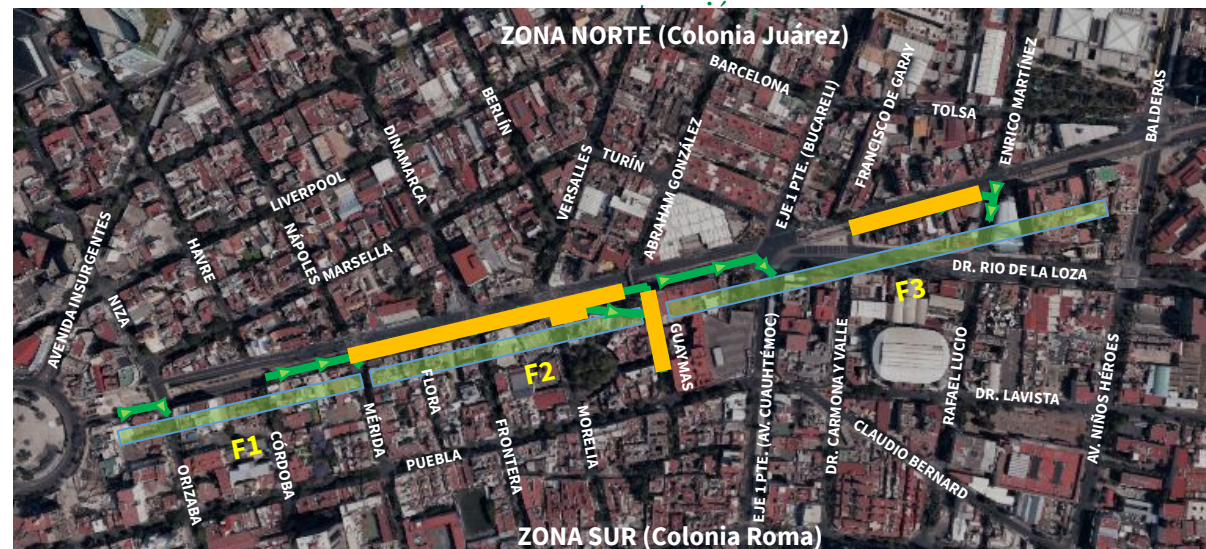 ZONA NORTE (Colonia Juárez)
BARCELONA
FRANCISCO DE GARAY
ENRICO MARTÍNEZ
BALDERAS
TOLSA
BERLÍN
DINAMARCA
VERSALLES
TURÍN
ABRAHAM GONZÁLEZ
EJE 1 PTE. (BUCARELI)
LIVERPOOL
NÁPOLES
MARSELLA
HAVRE
AVENIDA INSURGENTES
NIZA
DR. RIO DE LA LOZA
F3
GUAYMAS
F2
FLORA
F1
ORIZABA
CÓRDOBA
MÉRIDA
PUEBLA
FRONTERA
MORELIA
EJE 1 PTE. (AV. CUAUHTÉMOC)
DR. CARMONA Y VALLE
CLAUDIO BERNARD
RAFAEL LUCIO
DR. LAVISTA
AV. NIÑOS HÉROES
ZONA SUR (Colonia Roma)